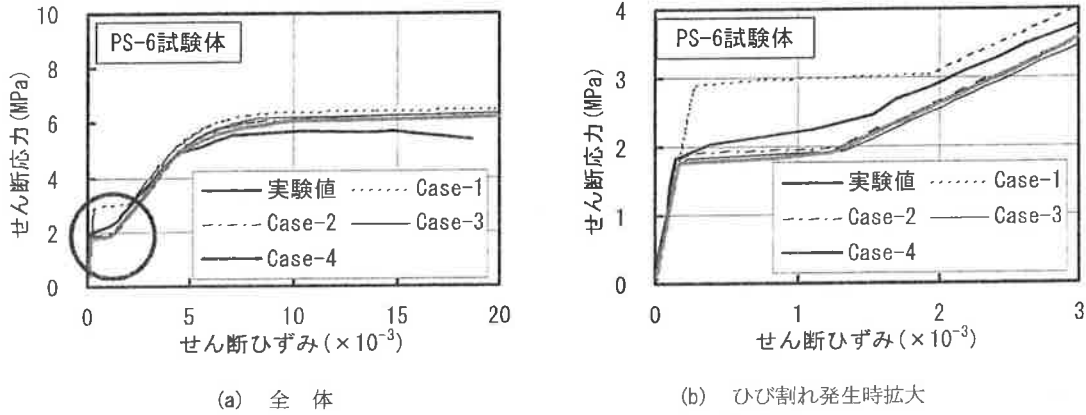 PS-6試験体
せん断応力(MPa)
10
8
6
4
2
0
実験値
Case-1
Case-2
Case-3
Case-4
0 5 10 15 20
せん断ひずみ(×10⁻³)
(a) 全 体
PS-6試験体
せん断応力(MPa)
4
3
2
1
0
実験値
Case-1
Case-2
Case-3
Case-4
0 1 2 3
せん断ひずみ(×10⁻³)
(b) ひび割れ発生時拡大